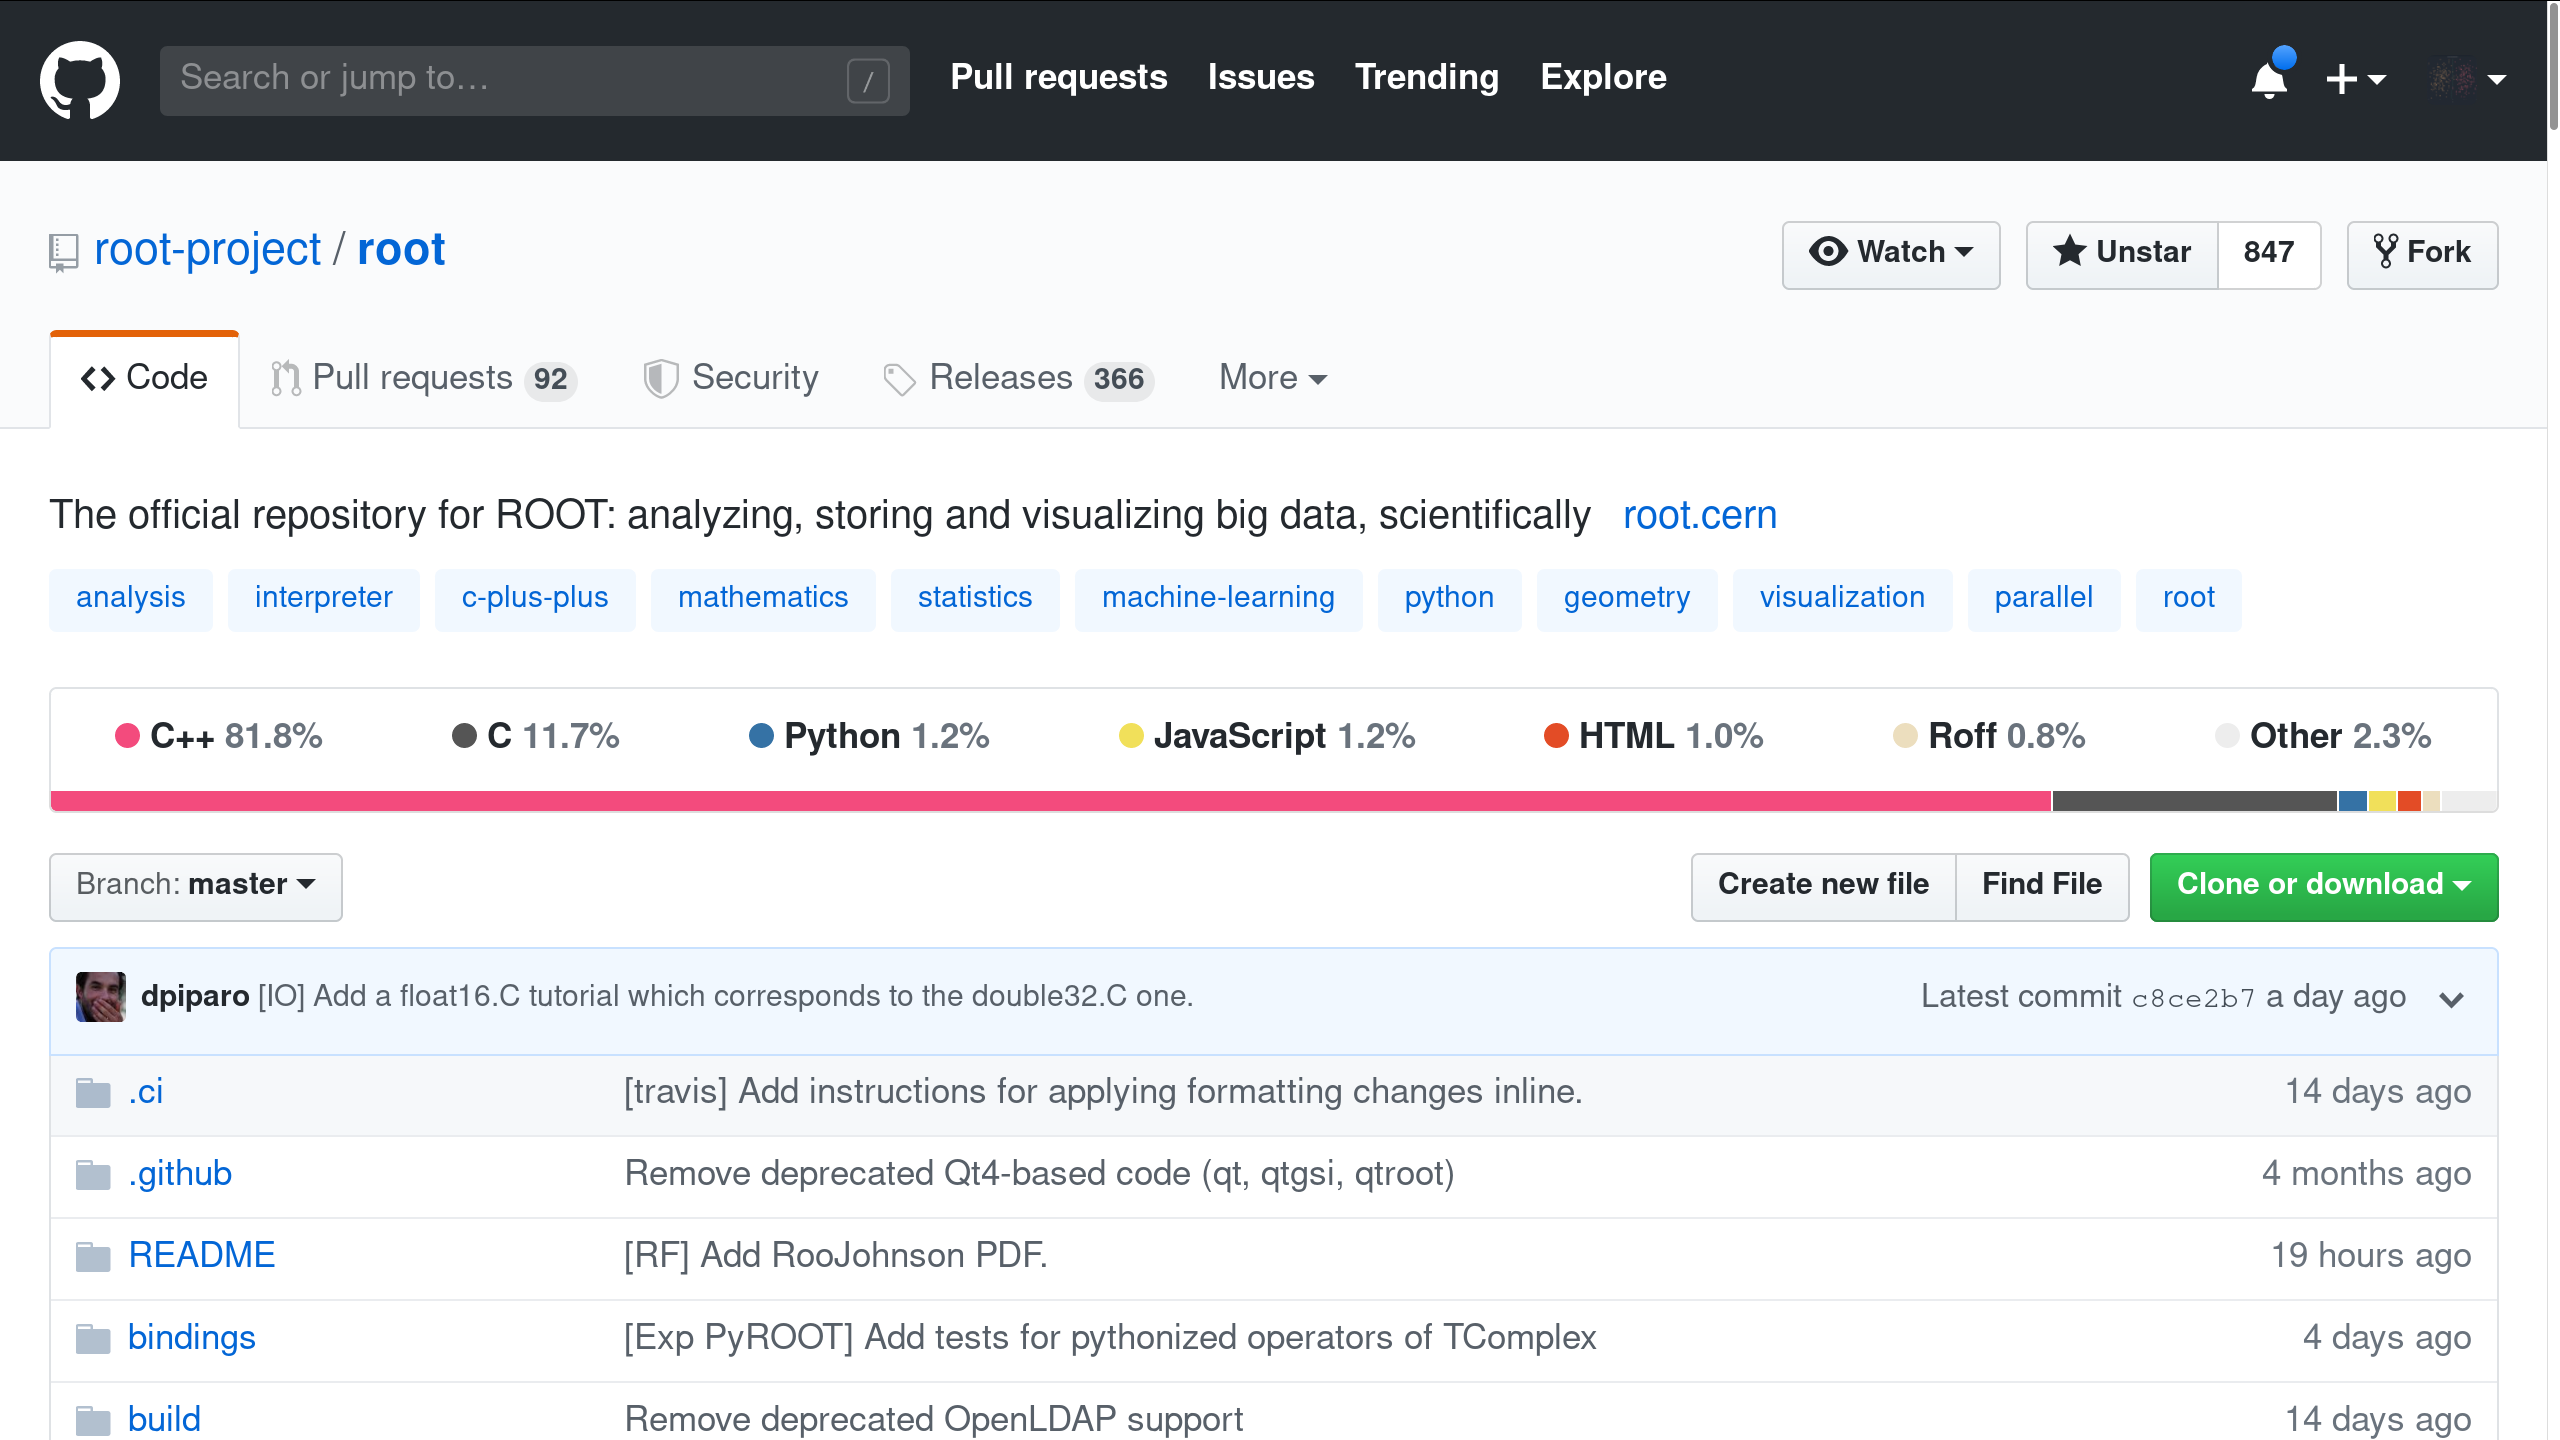 Search or jump to… / Pull requests Issues Trending Explore
root-project / root Watch Unstar 847 Fork
Code Pull requests 92 Security Releases 366 More
The official repository for ROOT: analyzing, storing and visualizing big data, scientifically root.cern
analysis interpreter c-plus-plus mathematics statistics machine-learning python geometry visualization parallel root
C++ 81.8% C 11.7% Python 1.2% JavaScript 1.2% HTML 1.0% Roff 0.8% Other 2.3%
Branch: master Create new file Find File Clone or download
dpiparo [IO] Add a float16.C tutorial which corresponds to the double32.C one. Latest commit c8ce2b7 a day ago
.ci [travis] Add instructions for applying formatting changes inline. 14 days ago
.github Remove deprecated Qt4-based code (qt, qtgsi, qtroot) 4 months ago
README [RF] Add RooJohnson PDF. 19 hours ago
bindings [Exp PyROOT] Add tests for pythonized operators of TComplex 4 days ago
build Remove deprecated OpenLDAP support 14 days ago